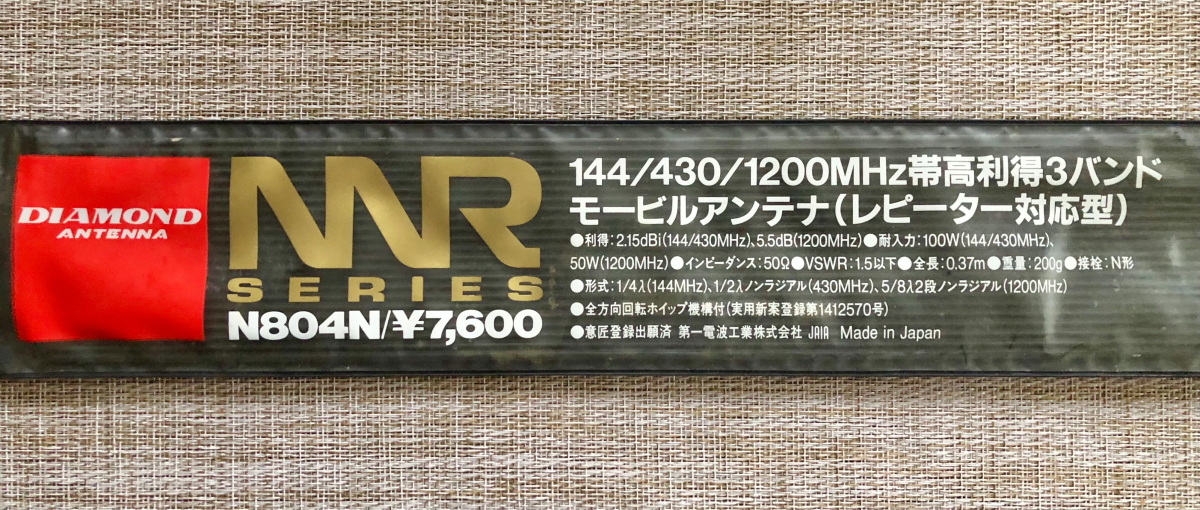 DIAMOND
ANTENNA
NNR
SERIES
N804N/¥7,600
144/430/1200MHz帯高利得3バンド
モービルアンテナ(レピーター対応型)
●利得:2.15dBi(144/430MHz)、5.5dB(1200MHz)●耐入力:100W(144/430MHz)、
50W(1200MHz)●インピーダンス:50Ω●VSWR:1.5以下●全長:0.37m●重量:200g●接栓:N形
●形式:1/4λ(144MHz)、1/2λノンラジアル(430MHz)、5/8λ2段ノンラジアル(1200MHz)
●全方向回転ホイップ機構付(実用新案登録第1412570号)
●意匠登録出願済 第一電波工業株式会社 JAIA Made in Japan